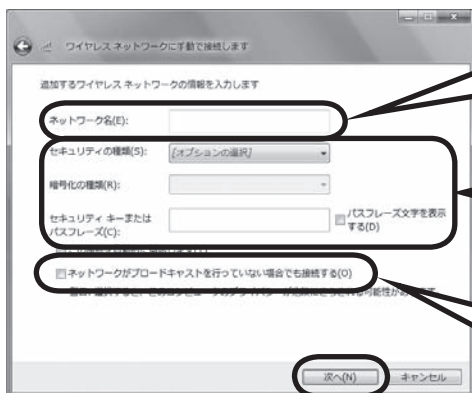 ワイヤレス ネットワークに手動で接続します
追加するワイヤレス ネットワークの情報を入力します
ネットワーク名(E):
セキュリティの種類(S): [オプションの選択]
暗号化の種類(R):
セキュリティ キーまたは
パスフレーズ(C):
パスフレーズ文字を表示
する(D)
ネットワークがブロードキャストを行っていない場合でも接続する(O)
次へ(N) キャンセル